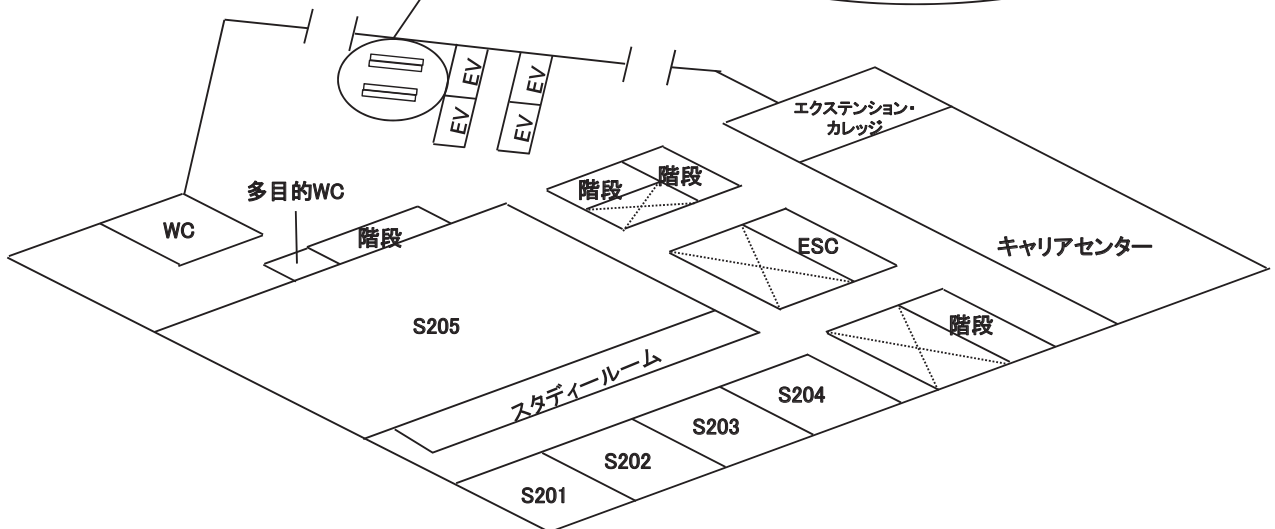 EV
EV
EV
EV
エクステンション・
カレッジ
階段
階段
多目的WC
WC
階段
ESC
キャリアセンター
S205
階段
スタディールーム
S204
S203
S202
S201